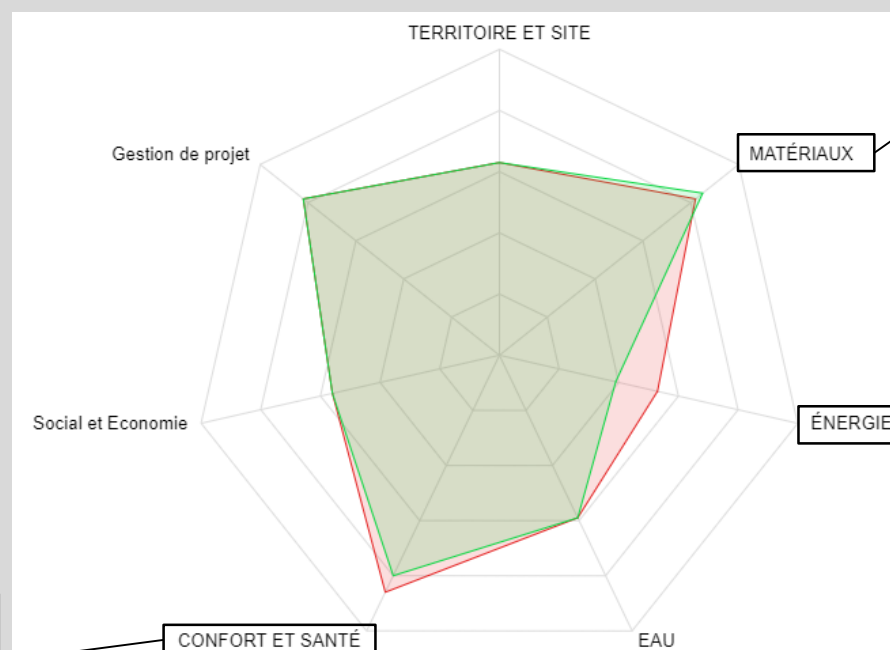 TERRITOIRE ET SITE
Gestion de projet
MATÉRIAUX
Social et Economie
ÉNERGIE
CONFORT ET SANTÉ
EAU